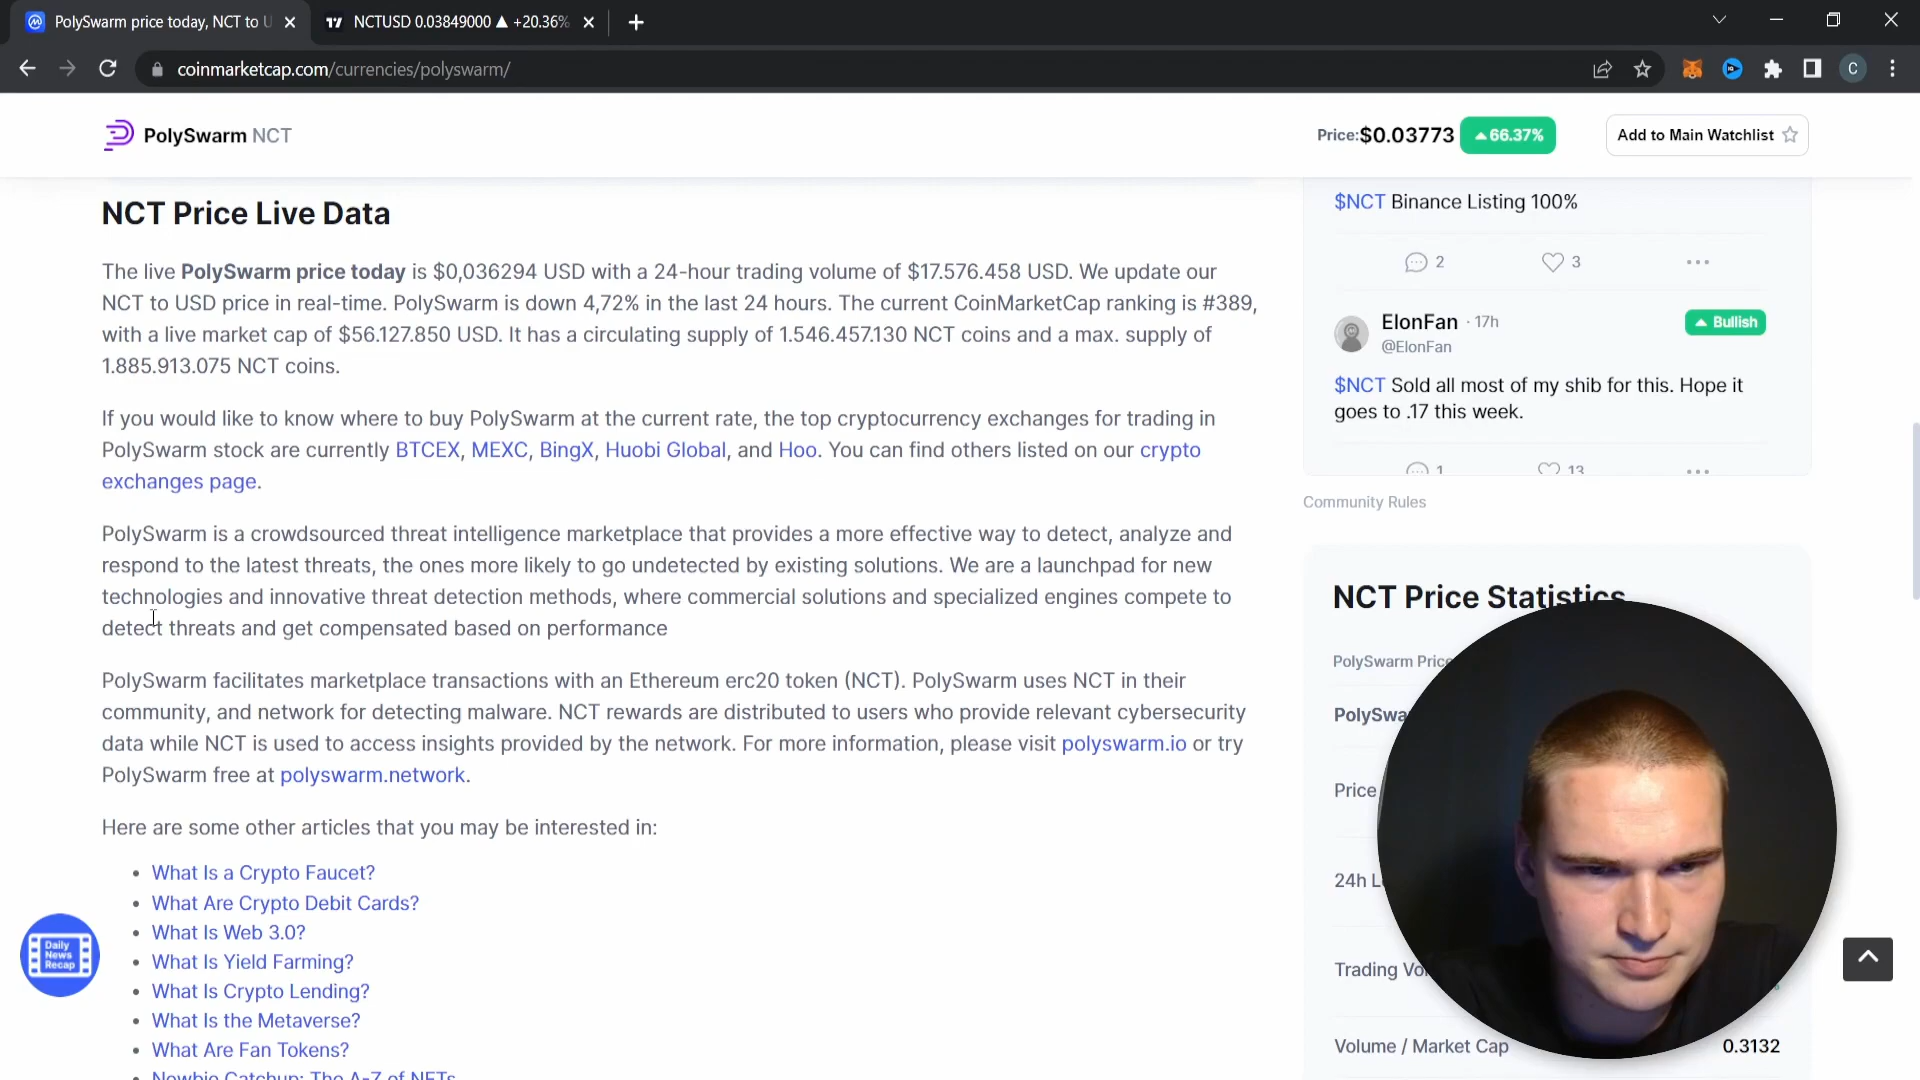 PolySwarm price today, NCT to U
NCTUSD 0.03849000 ▲ +20.36%
coinmarketcap.com/currencies/polyswarm/
C
PolySwarm NCT
Price:$0.03773
66.37%
Add to Main Watchlist
NCT Price Live Data
The live PolySwarm price today is $0,036294 USD with a 24-hour trading volume of $17.576.458 USD. We update our
NCT to USD price in real-time. PolySwarm is down 4,72% in the last 24 hours. The current CoinMarketCap ranking is #389,
with a live market cap of $56.127.850 USD. It has a circulating supply of 1.546.457.130 NCT coins and a max. supply of
1.885.913.075 NCT coins.
If you would like to know where to buy PolySwarm at the current rate, the top cryptocurrency exchanges for trading in
PolySwarm stock are currently BTCEX, MEXC, BingX, Huobi Global, and Hoo. You can find others listed on our crypto
exchanges page.
PolySwarm is a crowdsourced threat intelligence marketplace that provides a more effective way to detect, analyze and
respond to the latest threats, the ones more likely to go undetected by existing solutions. We are a launchpad for new
technologies and innovative threat detection methods, where commercial solutions and specialized engines compete to
detect threats and get compensated based on performance
PolySwarm facilitates marketplace transactions with an Ethereum erc20 token (NCT). PolySwarm uses NCT in their
community, and network for detecting malware. NCT rewards are distributed to users who provide relevant cybersecurity
data while NCT is used to access insights provided by the network. For more information, please visit polyswarm.io or try
PolySwarm free at polyswarm.network.
Here are some other articles that you may be interested in:
• What Is a Crypto Faucet?
• What Are Crypto Debit Cards?
• What Is Web 3.0?
• What Is Yield Farming?
• What Is Crypto Lending?
• What Is the Metaverse?
• What Are Fan Tokens?
• Newbie Catchup: The A-Z of NFTs
Daily
News
Recap
$NCT Binance Listing 100%
2
3
ElonFan · 17h
Bullish
@ElonFan
$NCT Sold all most of my shib for this. Hope it
goes to .17 this week.
1
13
Community Rules
NCT Price Statistics
PolySwarm Price
PolySwa
Price
24h L
Trading Vo
Volume / Market Cap
0.3132